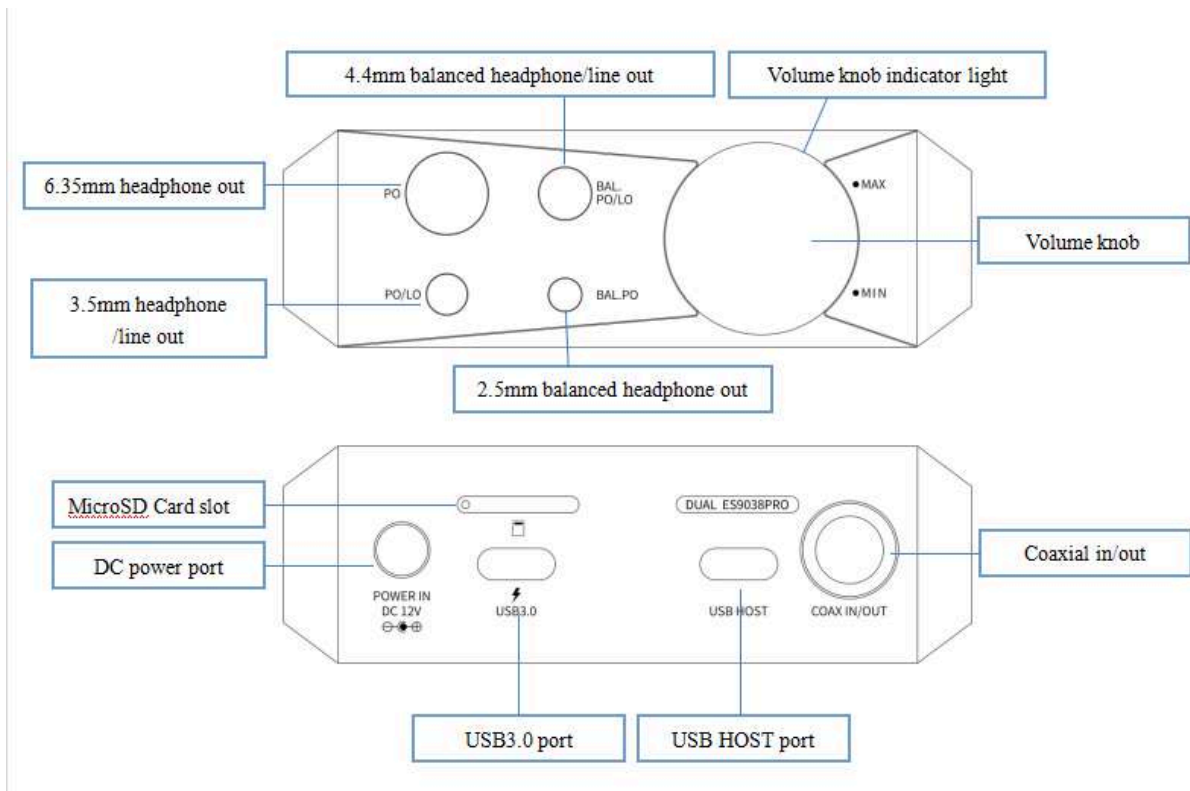 4.4mm balanced headphone/line out
Volume knob indicator light
6.35mm headphone out
PO
BAL.
PO/LO
●MAX
Volume knob
3.5mm headphone
/line out
PO/LO
BAL.PO
●MIN
2.5mm balanced headphone out
MicroSD Card slot
DUAL ES9038PRO
DC power port
Coaxial in/out
POWER IN
DC 12V
USB3.0
USB HOST
COAX IN/OUT
USB3.0 port
USB HOST port